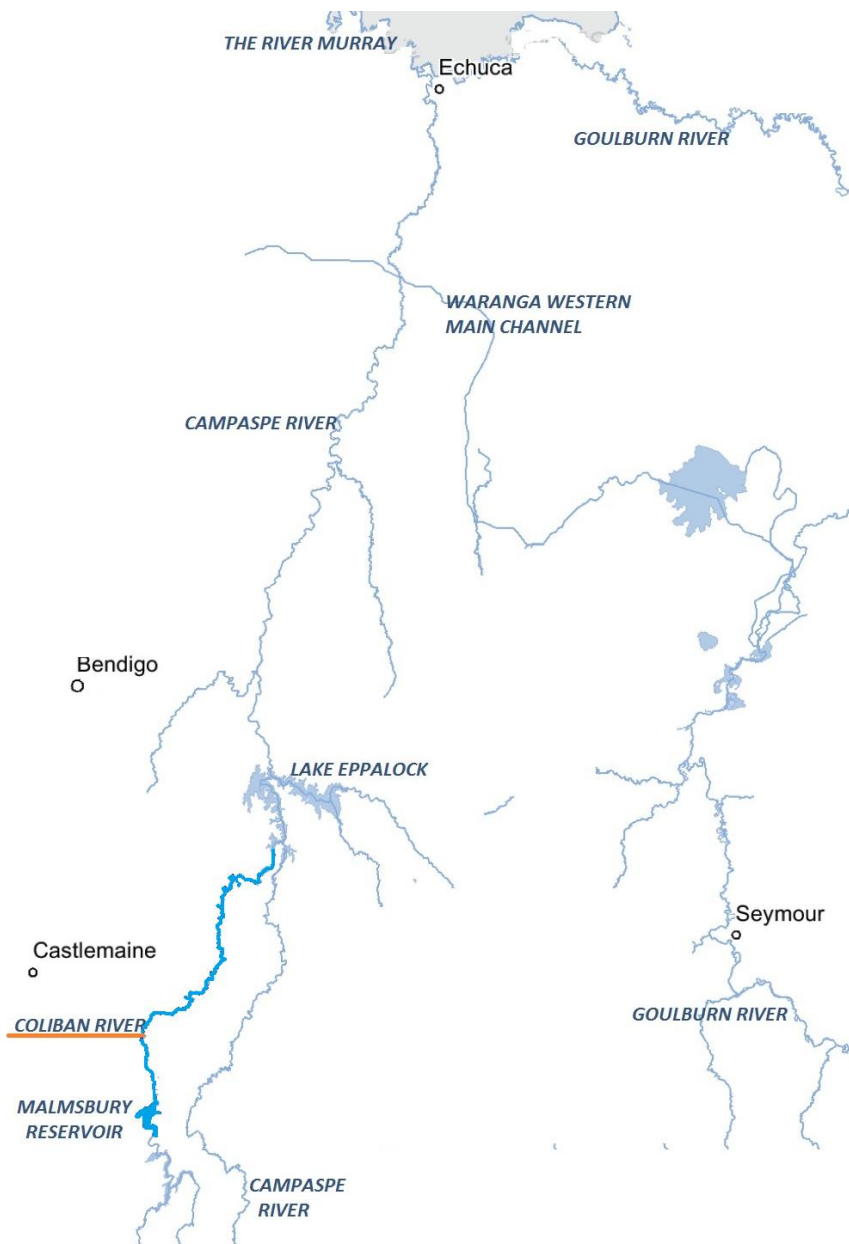 THE RIVER MURRAY
Echuca
GOULBURN RIVER
WARANGA WESTERN
MAIN CHANNEL
CAMPASPE RIVER
Bendigo
LAKE EPPALOCK
Seymour
Castlemaine
COLIBAN RIVER
GOULBURN RIVER
MALMSBURY
RESERVOIR
CAMPASPE
RIVER